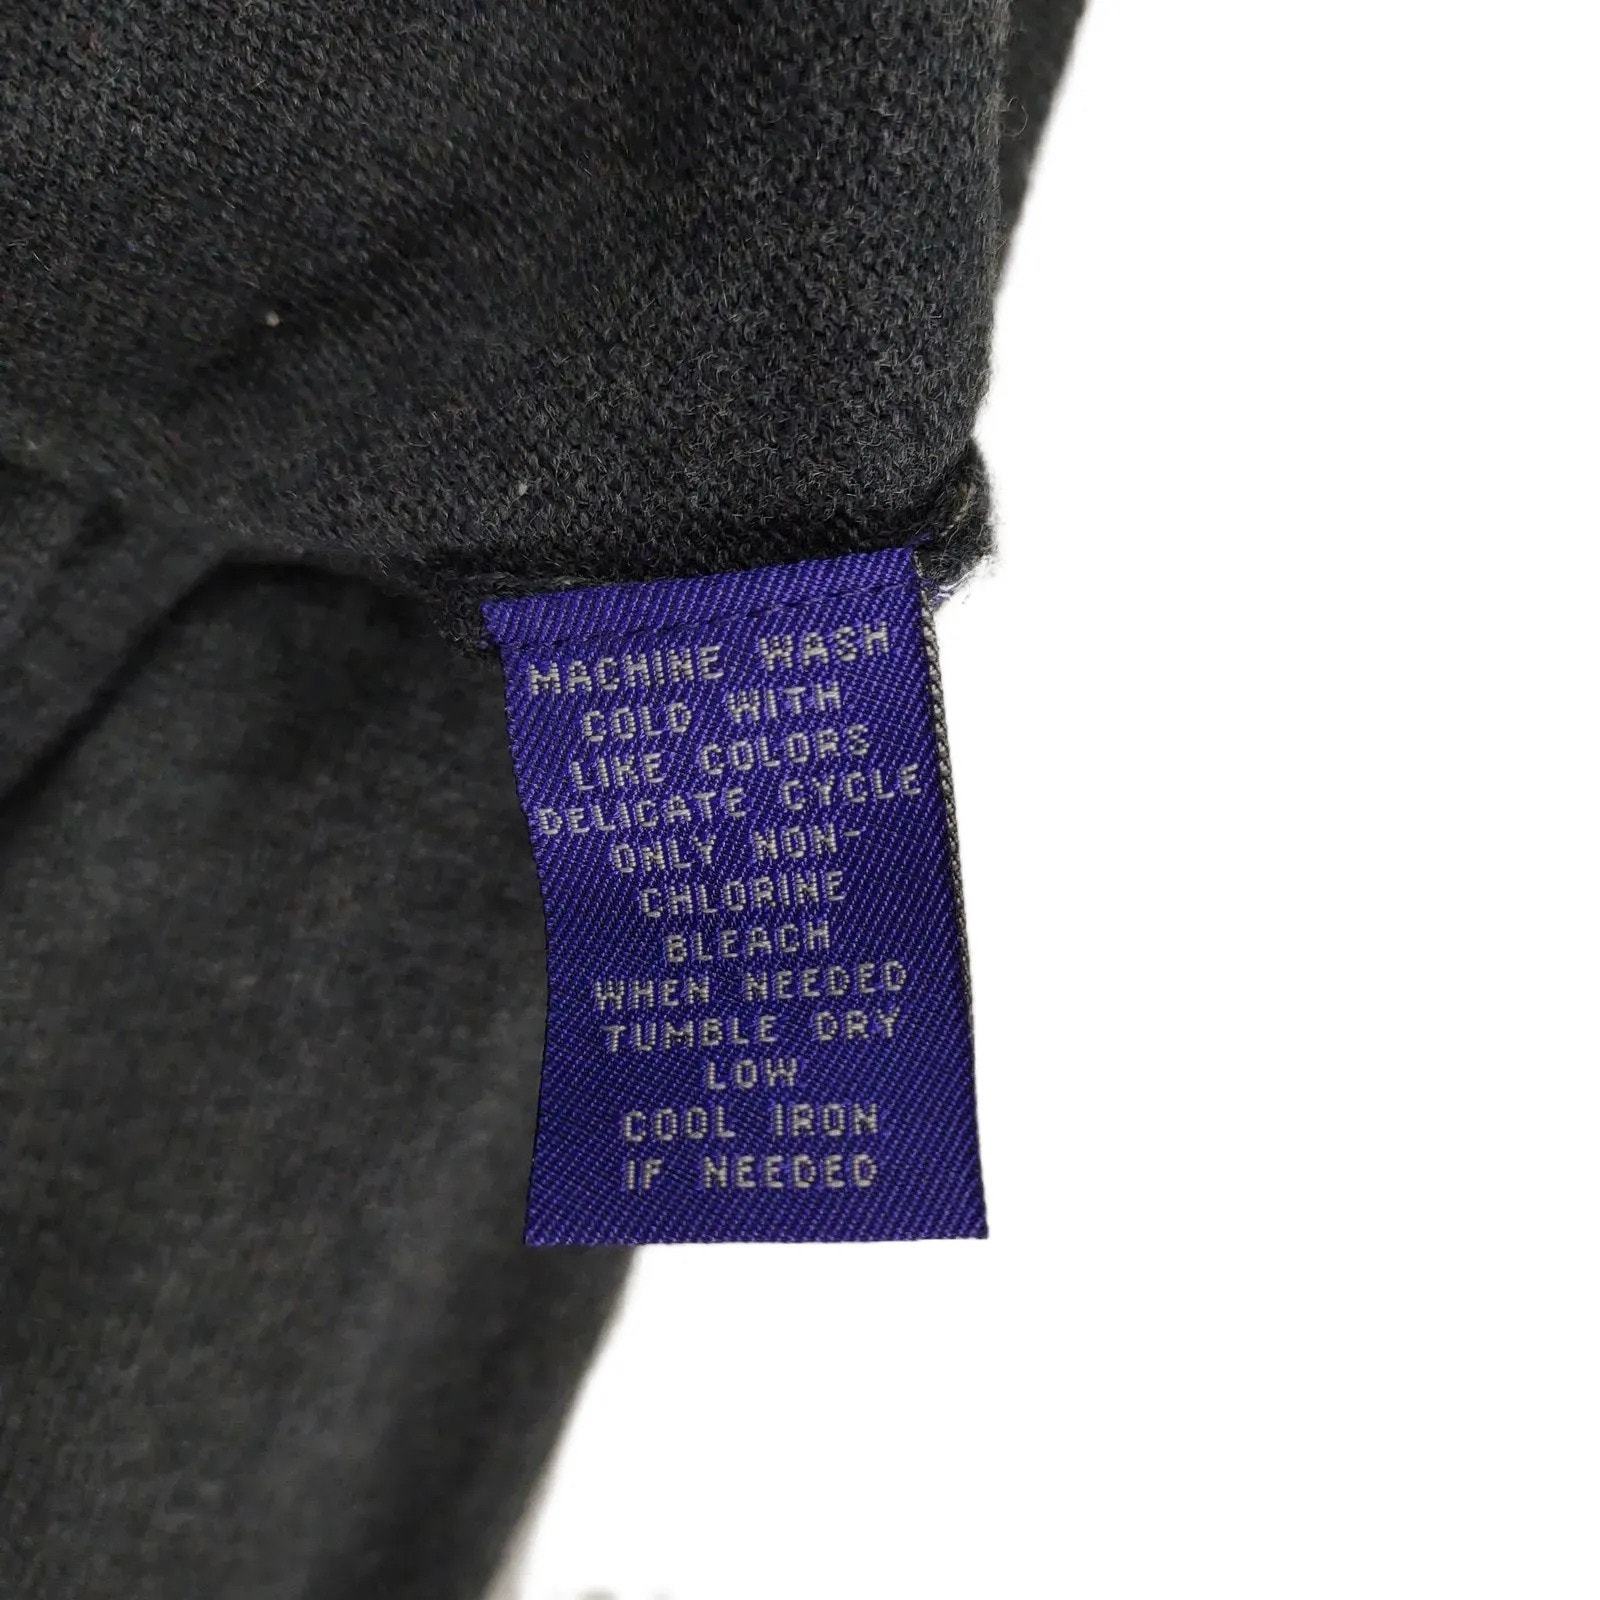 MACHINE WASH
COLD WITH
LIKE COLORS
DELICATE CYCLE
ONLY NON-
CHLORINE
BLEACH
WHEN NEEDED
TUMBLE DRY
LOW
COOL IRON
IF NEEDED